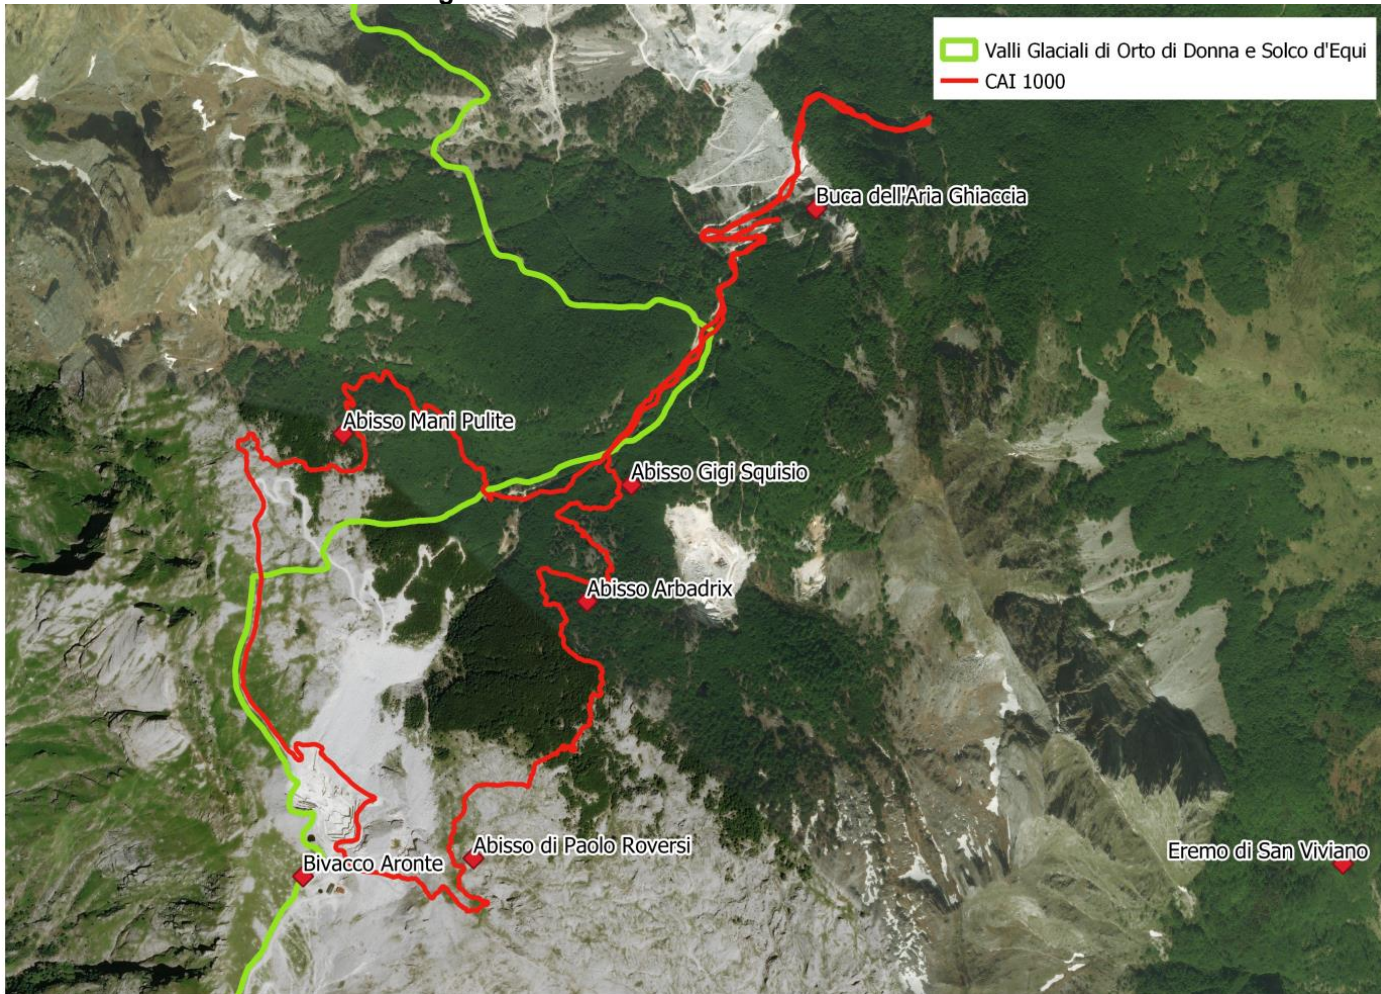 Valli Glaciali di Orto di Donna e Solco d'Equi
CAI 1000
Buca dell'Aria Ghiaccia
Abisso Mani Pulite
Abisso Gigi Squisio
Abisso Arbadrix
Abisso di Paolo Roversi
Eremo di San Viviano
Bivacco Aronte